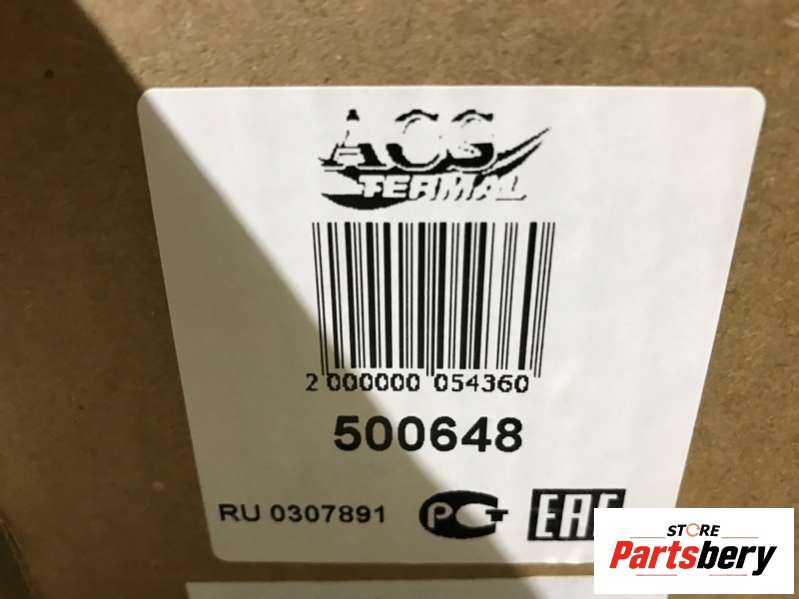 ACS
TERMAL
2 000000 054360
500648
RU 0307891 РСТ EAC
STORE
Partsbery